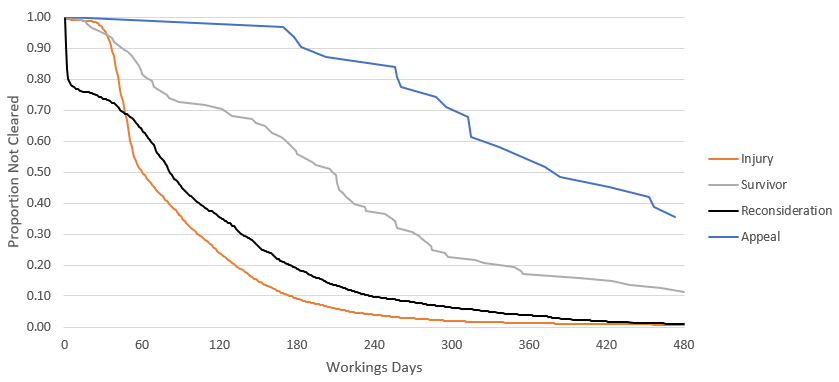 1.00
0.90
0.80
0.70
0.60
0.50
0.40
0.30
0.20
0.10
0.00
Proportion Not Cleared
0 60 120 180 240 300 360 420 480
Workings Days
Injury
Survivor
Reconsideration
Appeal